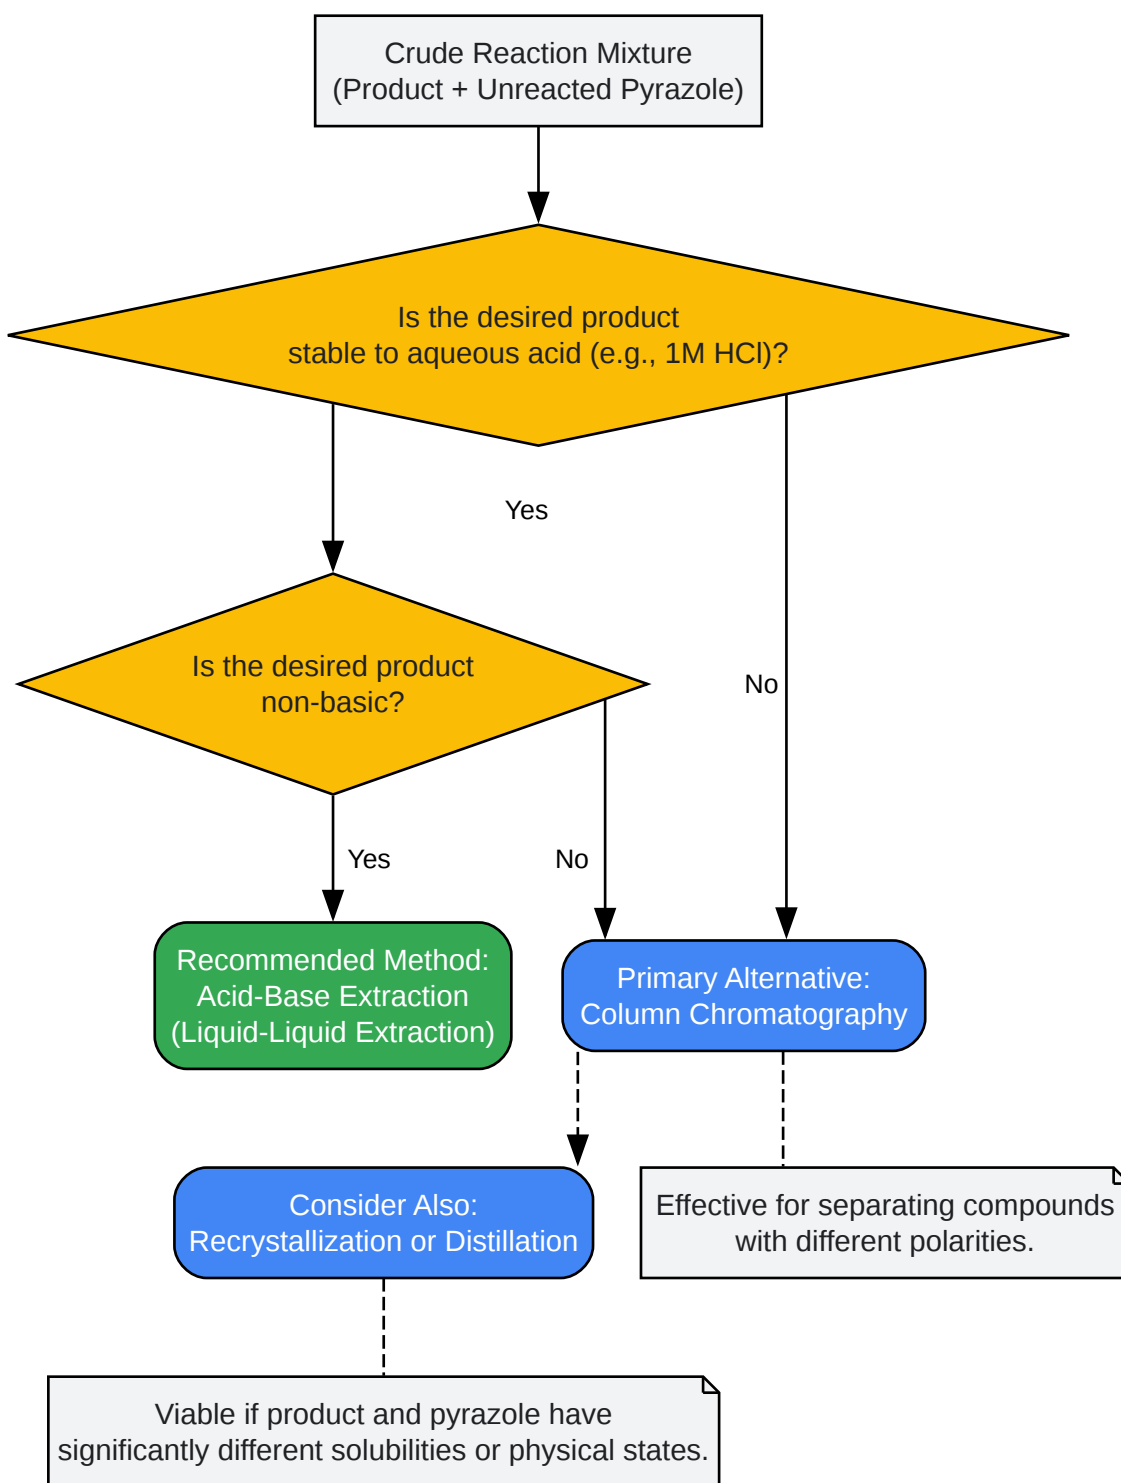 Crude Reaction Mixture
(Product + Unreacted Pyrazole)
Is the desired product
stable to aqueous acid (e.g., 1M HCl)?
Yes
Is the desired product
non-basic?
No
Yes
No
Recommended Method:
Acid-Base Extraction
(Liquid-Liquid Extraction)
Primary Alternative:
Column Chromatography
Consider Also:
Recrystallization or Distillation
Effective for separating compounds
with different polarities.
Viable if product and pyrazole have
significantly different solubilities or physical states.